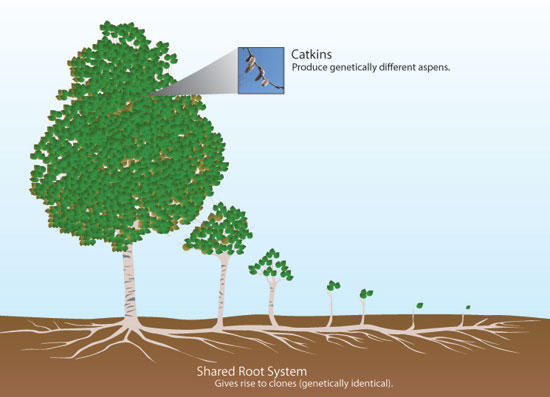 Catkins
Produce genetically different aspens.
Shared Root System
Gives rise to clones (genetically identical).